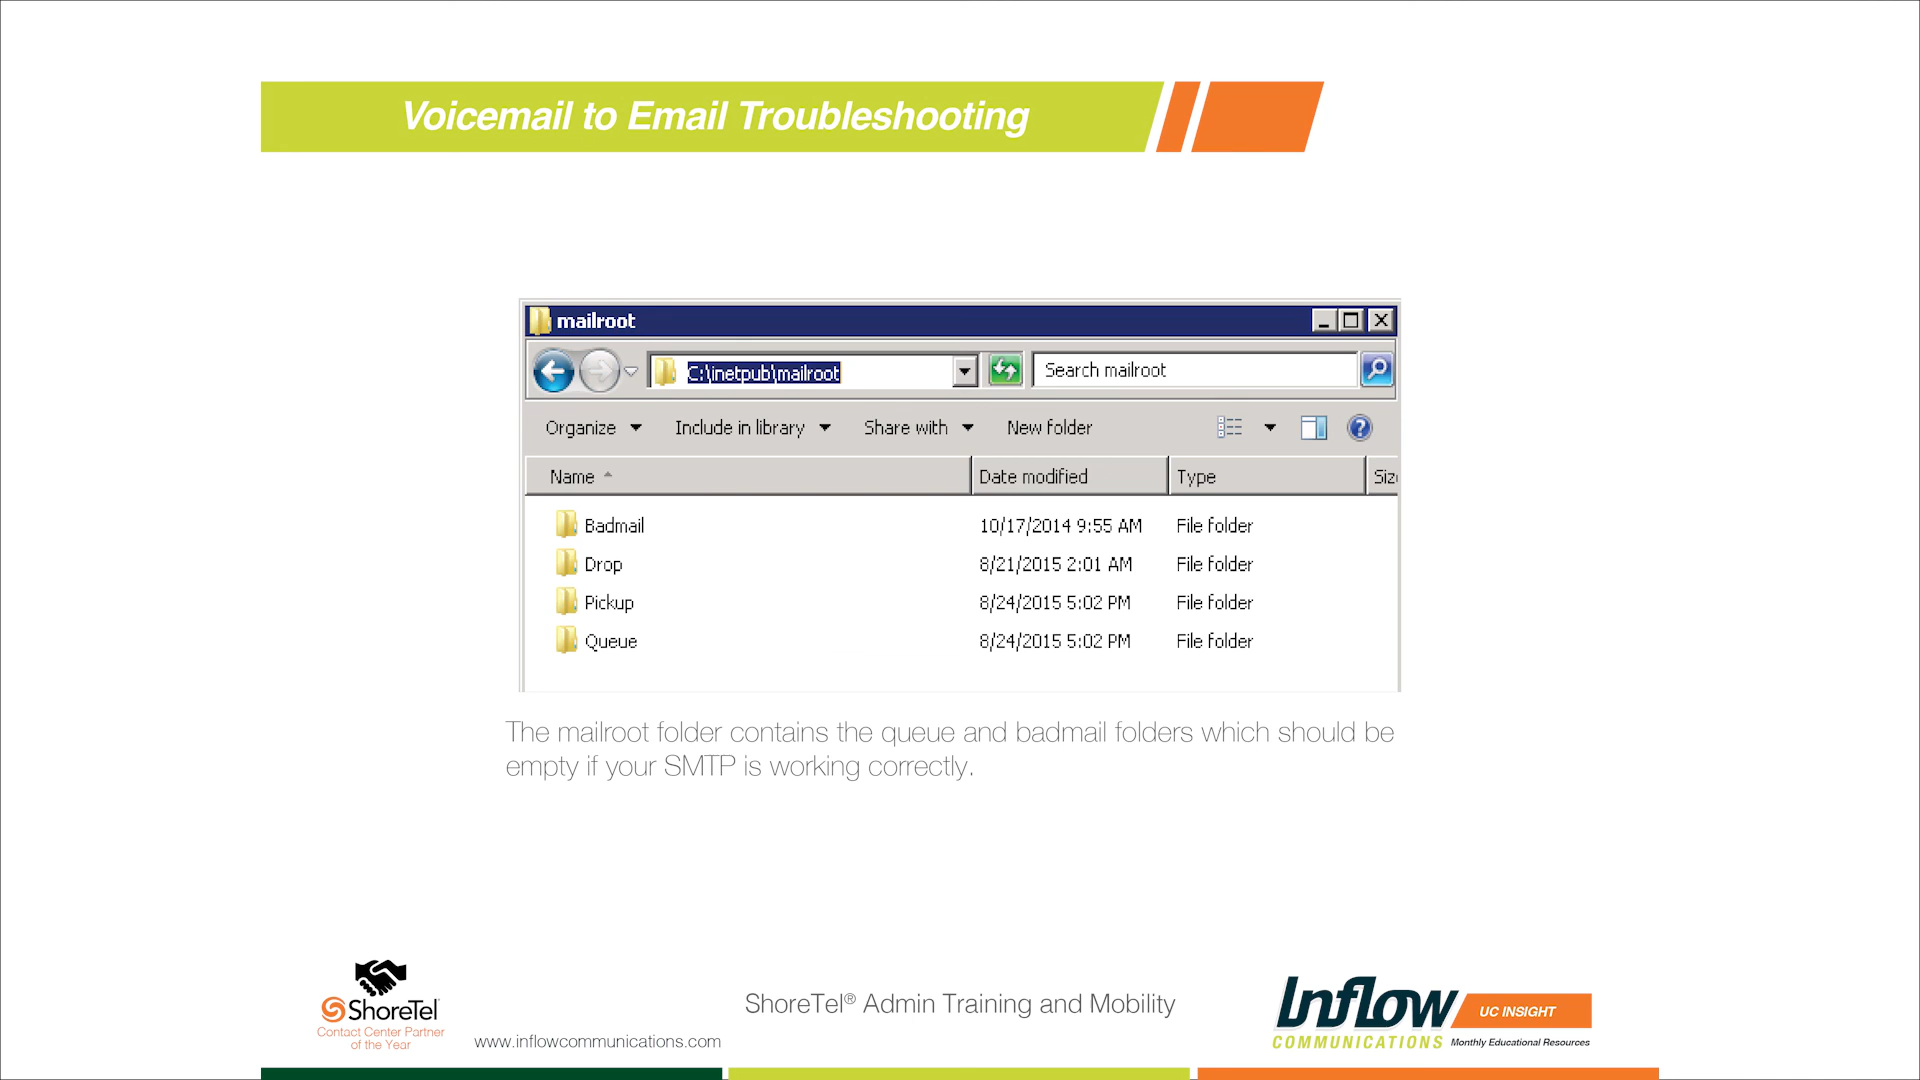 Voicemail to Email Troubleshooting
mailroot
C:\inetpub\mailroot
Search mailroot
Organize
Include in library
Share with
New folder
Name
Date modified
Type
Badmail
10/17/2014 9:55 AM
File folder
Drop
8/21/2015 2:01 AM
File folder
Pickup
8/24/2015 5:02 PM
File folder
Queue
8/24/2015 5:02 PM
File folder
The mailroot folder contains the queue and badmail folders which should be
empty if your SMTP is working correctly.
ShoreTel
Contact Center Partner
of the Year
www.inflowcommunications.com
ShoreTel® Admin Training and Mobility
Inflow
COMMUNICATIONS
UC INSIGHT
Monthly Educational Resources